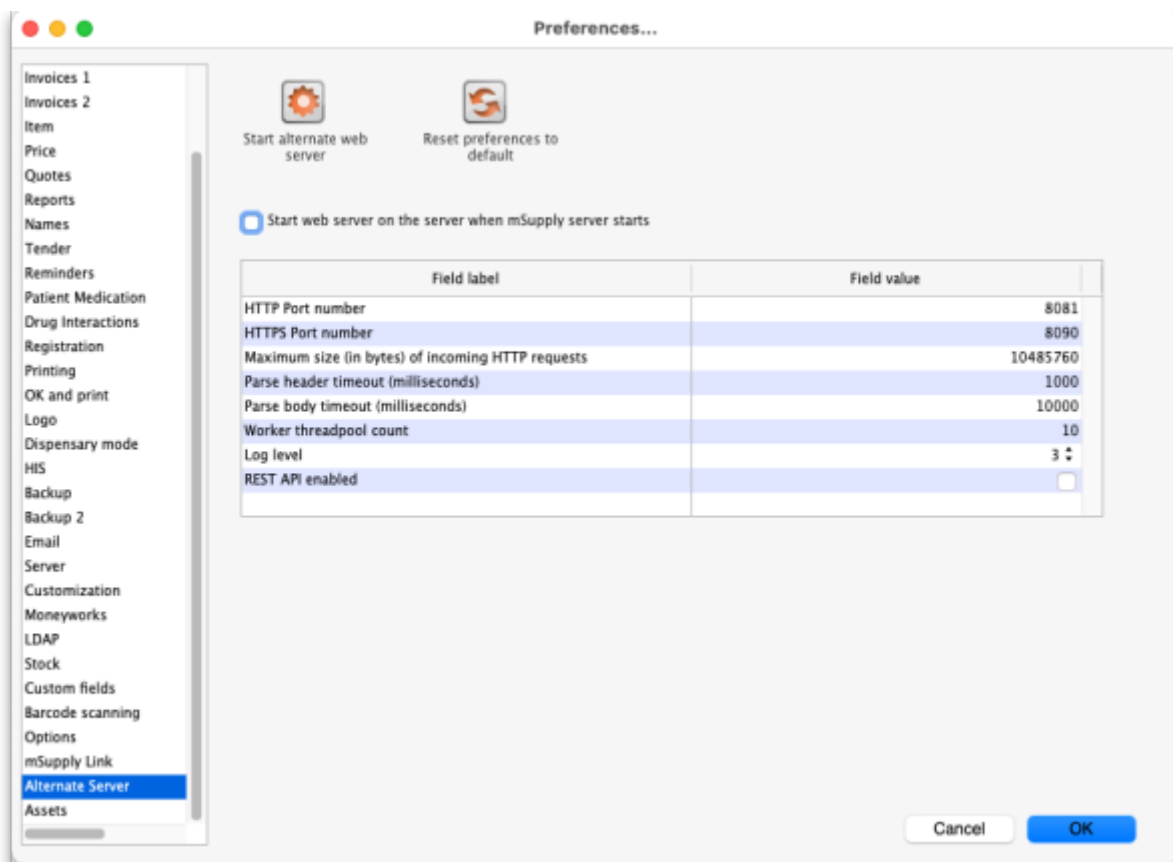 Preferences...
Invoices 1
Invoices 2
Item
Price
Quotes
Reports
Names
Tender
Reminders
Patient Medication
Drug Interactions
Registration
Printing
OK and print
Logo
Dispensary mode
HIS
Backup
Backup 2
Email
Server
Customization
Moneyworks
LDAP
Stock
Custom fields
Barcode scanning
Options
mSupply Link
Alternate Server
Assets
Start alternate web
server
Reset preferences to
default
Start web server on the server when mSupply server starts
Field label Field value
HTTP Port number 8081
HTTPS Port number 8090
Maximum size (in bytes) of incoming HTTP requests 10485760
Parse header timeout (milliseconds) 1000
Parse body timeout (milliseconds) 10000
Worker threadpool count 10
Log level 3
REST API enabled
Cancel OK